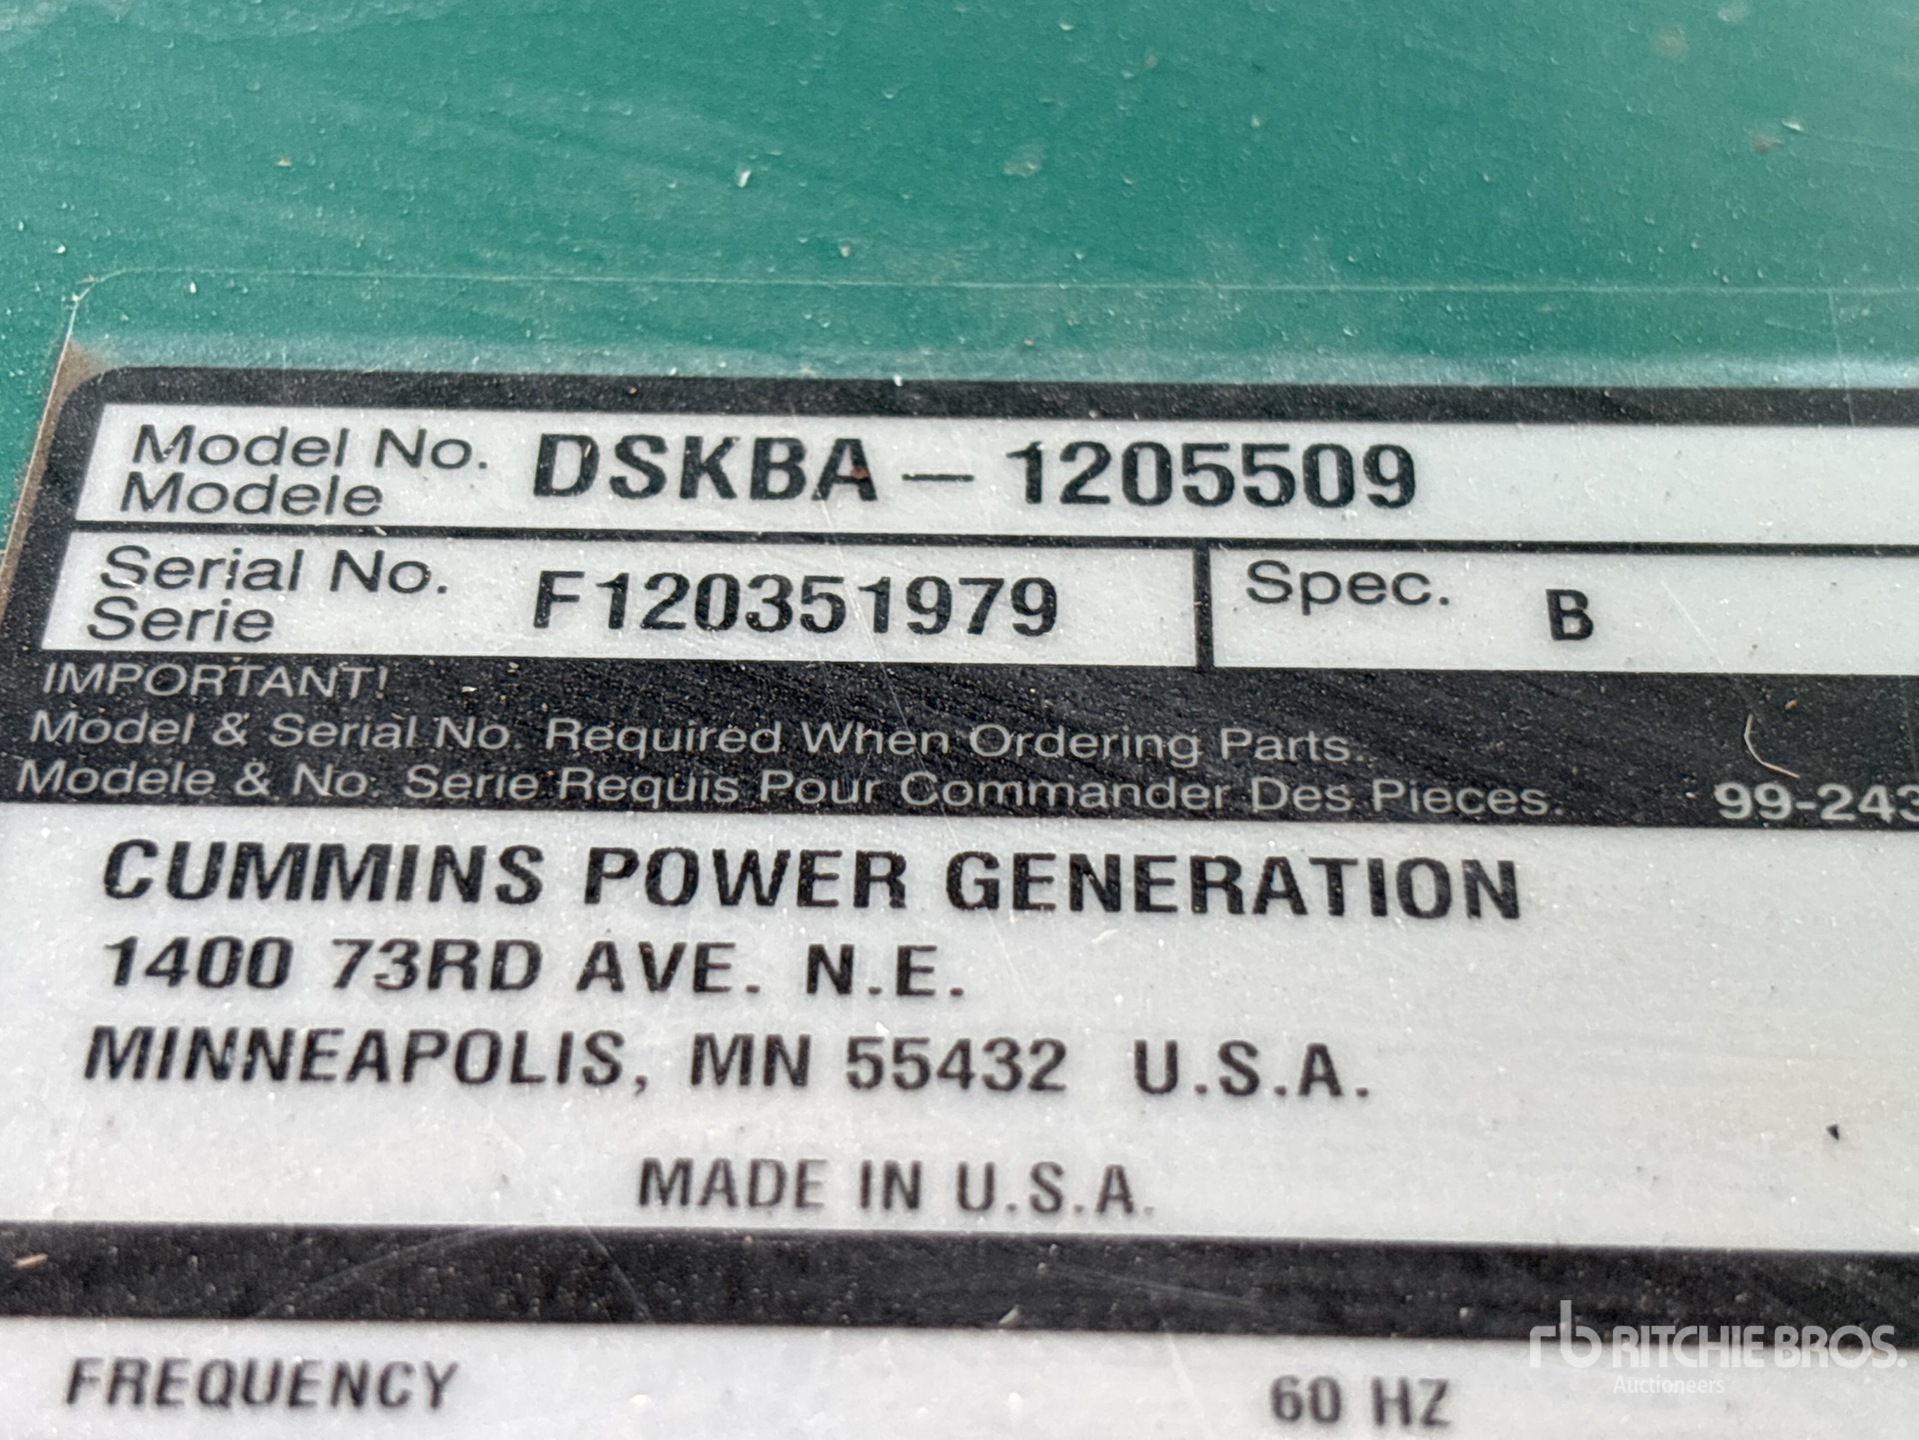 Model No. DSKBA — 1205509
Modele
Serial No. F120351979 Spec. B
Serie
IMPORTANT!
Model & Serial No. Required When Ordering Parts.
Modele & No. Serie Requis Pour Commander Des Pieces. 99-243
CUMMINS POWER GENERATION
1400 73RD AVE. N.E.
MINNEAPOLIS, MN 55432 U.S.A.
MADE IN U.S.A.
FREQUENCY 60 HZ
rb RITCHIE BROS.
Auctioneers